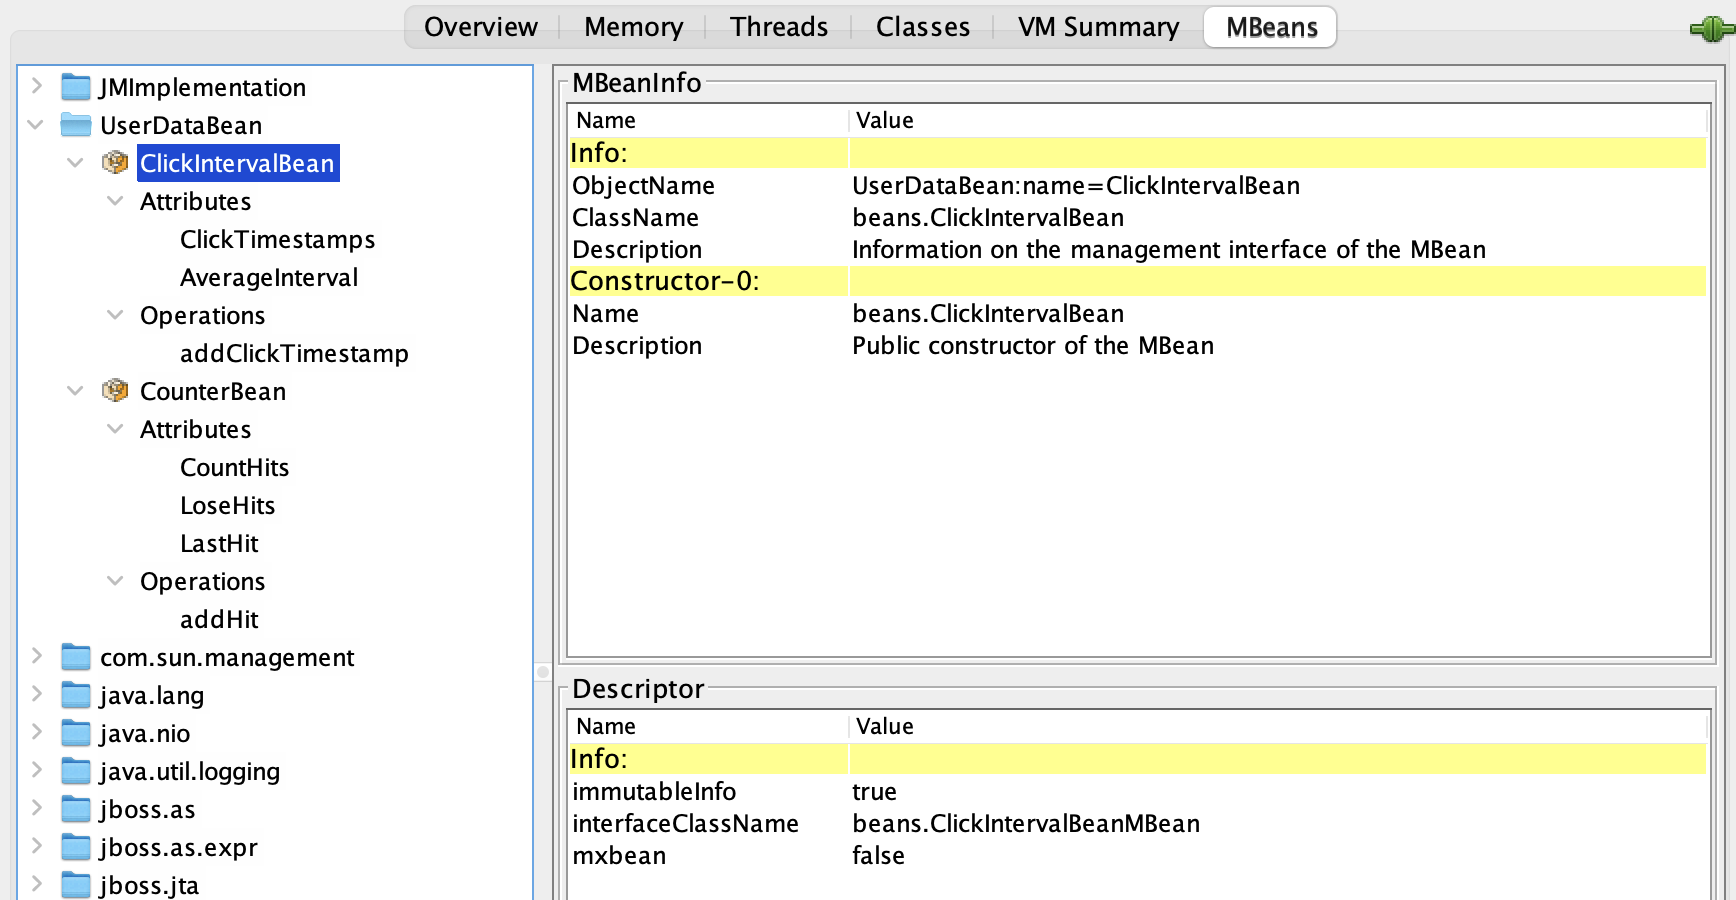 Overview Memory Threads Classes VM Summary MBeans
JMImplementation
UserDataBean
ClickIntervalBean
Attributes
ClickTimestamps
AverageInterval
Operations
addClickTimestamp
CounterBean
Attributes
CountHits
LoseHits
LastHit
Operations
addHit
com.sun.management
java.lang
java.nio
java.util.logging
jboss.as
jboss.as.expr
jboss.jta
MBeanInfo
Name Value
Info:
ObjectName UserDataBean:name=ClickIntervalBean
ClassName beans.ClickIntervalBean
Description Information on the management interface of the MBean
Constructor-0:
Name beans.ClickIntervalBean
Description Public constructor of the MBean
Descriptor
Name Value
Info:
immutableInfo true
interfaceClassName beans.ClickIntervalBeanMBean
mxbean false